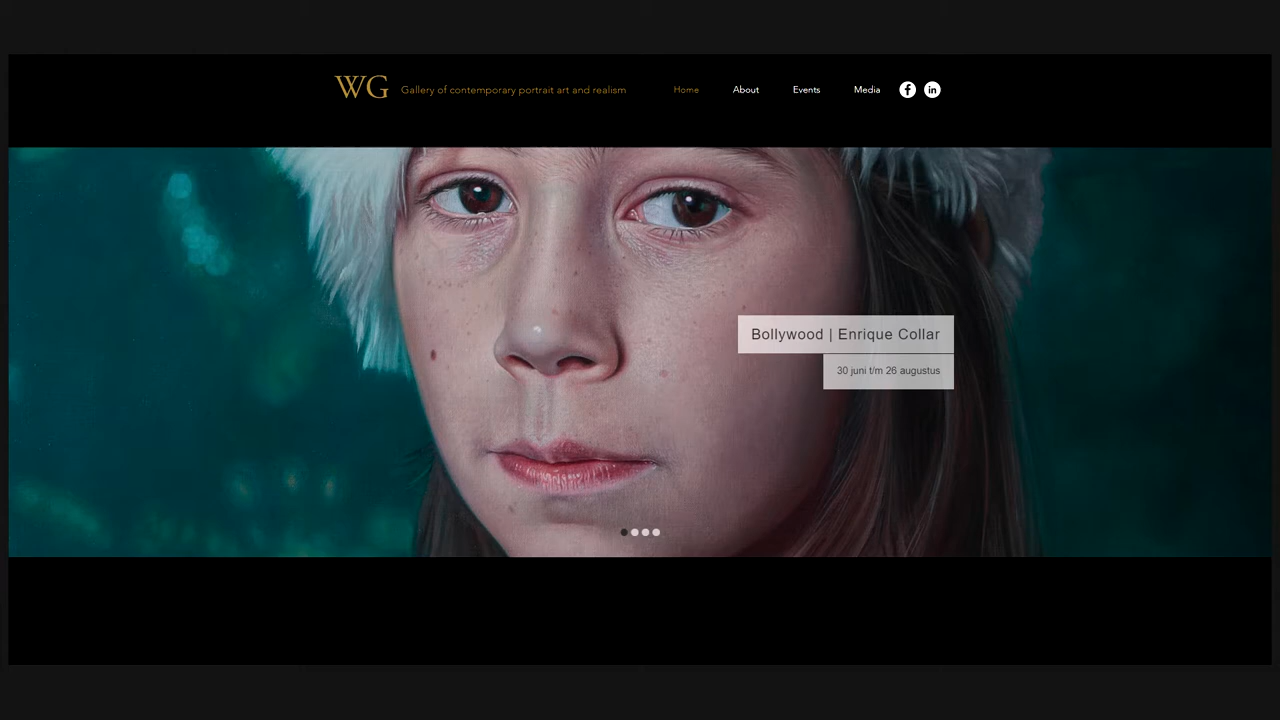 WG Gallery of contemporary portrait art and realism Home About Events Media
Bollywood | Enrique Collar
30 juni t/m 26 augustus